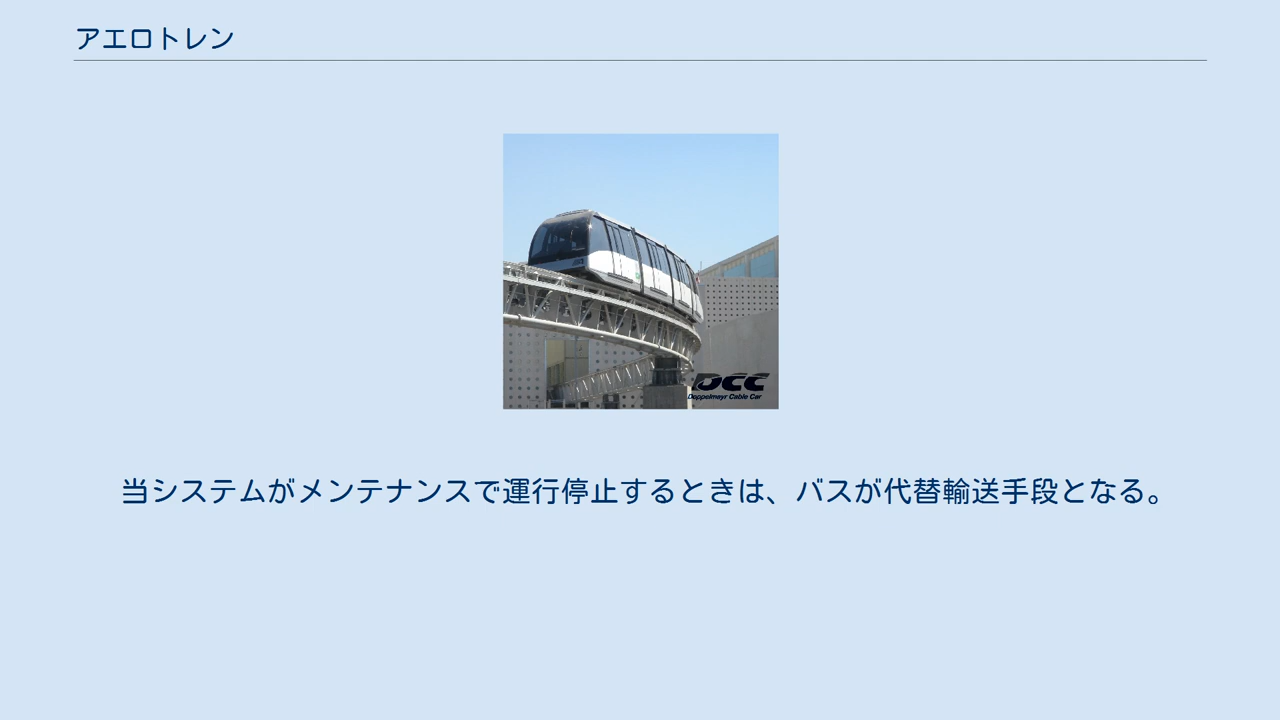 アエロトレン
DCC
Doppelmayr Cable Car
当システムがメンテナンスで運行停止するときは、バスが代替輸送手段となる。